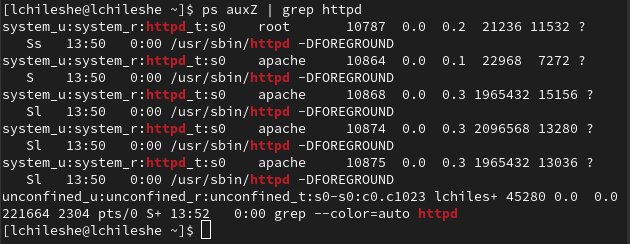 [lchileshe@lchileshe ~]$ ps auxZ | grep httpd
system_u:system_r:httpd_t:s0    root       10787  0.0  0.2  21236 11532 ?
   Ss   13:50   0:00 /usr/sbin/httpd -DFOREGROUND
system_u:system_r:httpd_t:s0    apache     10864  0.0  0.1  22968  7272 ?
   S    13:50   0:00 /usr/sbin/httpd -DFOREGROUND
system_u:system_r:httpd_t:s0    apache     10868  0.0  0.3 1965432 15156 ?
   Sl   13:50   0:00 /usr/sbin/httpd -DFOREGROUND
system_u:system_r:httpd_t:s0    apache     10874  0.0  0.3 2096568 13280 ?
   Sl   13:50   0:00 /usr/sbin/httpd -DFOREGROUND
system_u:system_r:httpd_t:s0    apache     10875  0.0  0.3 1965432 13036 ?
   Sl   13:50   0:00 /usr/sbin/httpd -DFOREGROUND
unconfined_u:unconfined_r:unconfined_t:s0-s0:c0.c1023 lchiles+ 45280 0.0  0.0
221664 2304 pts/0 S+ 13:52   0:00 grep --color=auto httpd
[lchileshe@lchileshe ~]$